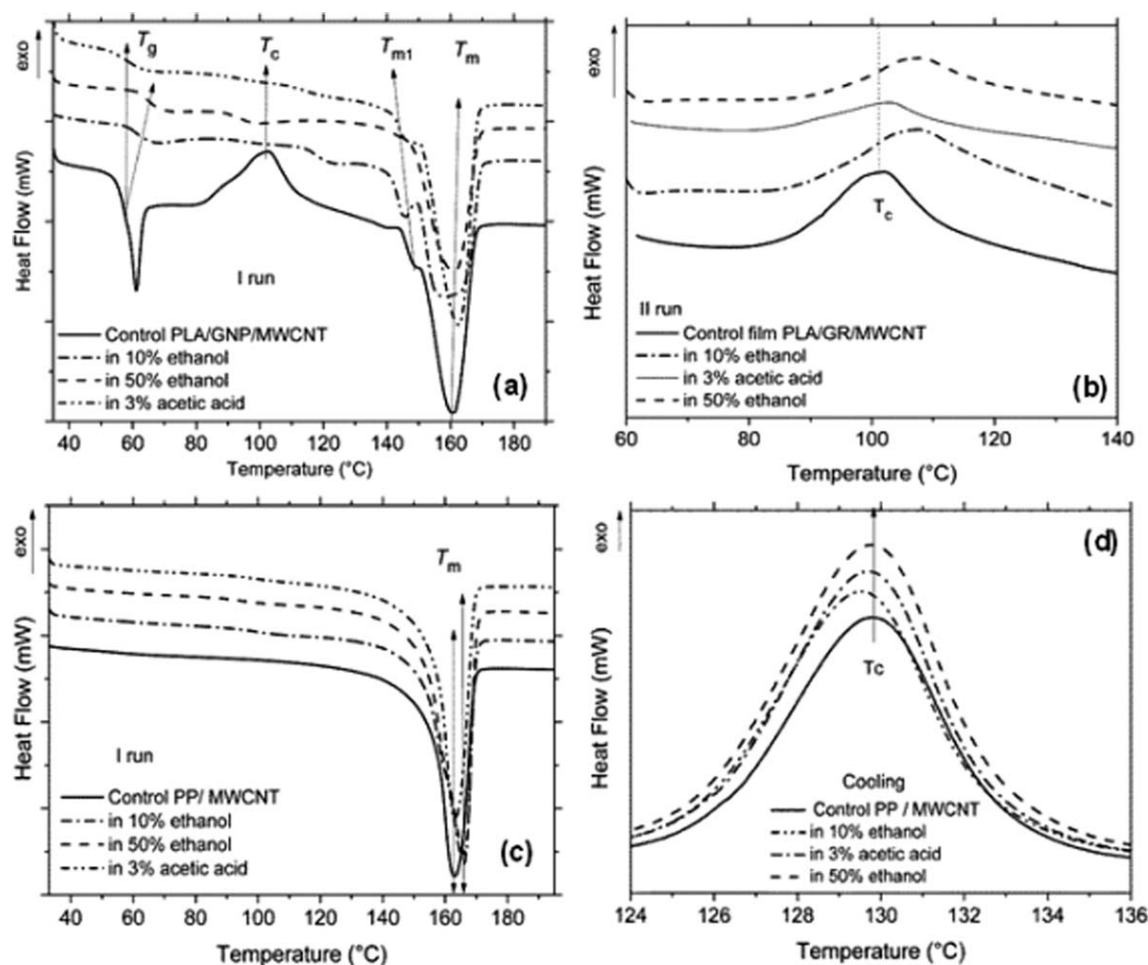 exo
Tg
Tc
Tm1
Tm
Heat Flow (mW)
I run
Control PLA/GNP/MWCNT
in 10% ethanol
in 50% ethanol
in 3% acetic acid
(a)
40 60 80 100 120 140 160 180
Temperature (°C)
exo
Heat Flow (mW)
Tc
II run
Control film PLA/GR/MWCNT
in 10% ethanol
in 3% acetic acid
in 50% ethanol
(b)
60 80 100 120 140
Temperature (°C)
exo
Tm
Heat Flow (mW)
I run
Control PP/ MWCNT
in 10% ethanol
in 50% ethanol
in 3% acetic acid
(c)
40 60 80 100 120 140 160 180
Temperature (°C)
exo
(d)
Heat Flow (mW)
Tc
Cooling
Control PP / MWCNT
in 10% ethanol
in 3% acetic acid
in 50% ethanol
124 126 128 130 132 134 136
Temperature (°C)